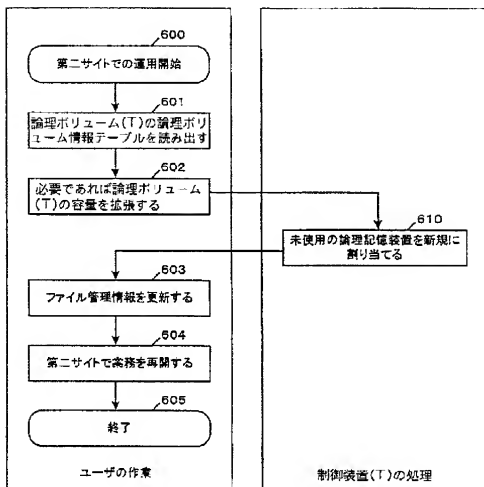 600
第二サイトでの運用開始
601
論理ボリューム(T)の論理ボリ
ューム情報テーブルを読み出す
602
必要であれば論理ボリューム
(T)の容量を拡張する
610
未使用の論理記憶装置を新規に
割り当てる
603
ファイル管理情報を更新する
604
第二サイトで業務を再開する
605
終了
ユーザの作業
制御装置(T)の処理